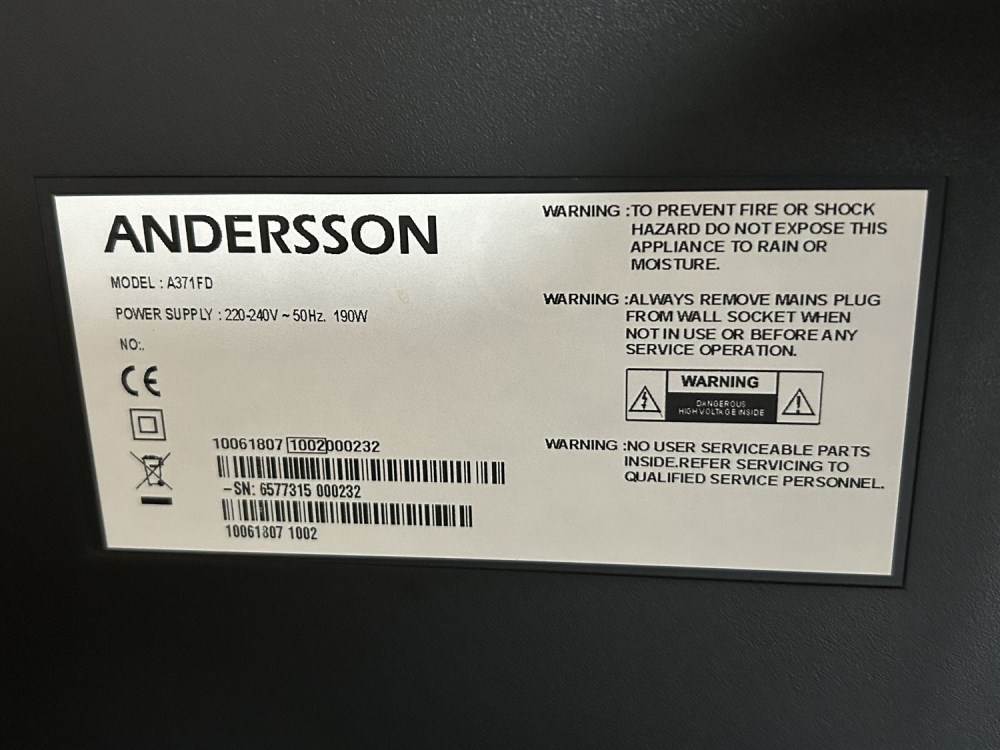 ANDERSSON
MODEL : A371FD
POWER SUPPLY : 220-240V ~ 50Hz. 190W
NO:.
CE
10061807 1002000232
-SN: 6577315 000232
10061807 1002
WARNING :TO PREVENT FIRE OR SHOCK
HAZARD DO NOT EXPOSE THIS
APPLIANCE TO RAIN OR
MOISTURE.
WARNING :ALWAYS REMOVE MAINS PLUG
FROM WALL SOCKET WHEN
NOT IN USE OR BEFORE ANY
SERVICE OPERATION.
WARNING
DANGEROUS
HIGH VOLTAGE INSIDE
WARNING :NO USER SERVICEABLE PARTS
INSIDE.REFER SERVICING TO
QUALIFIED SERVICE PERSONNEL.